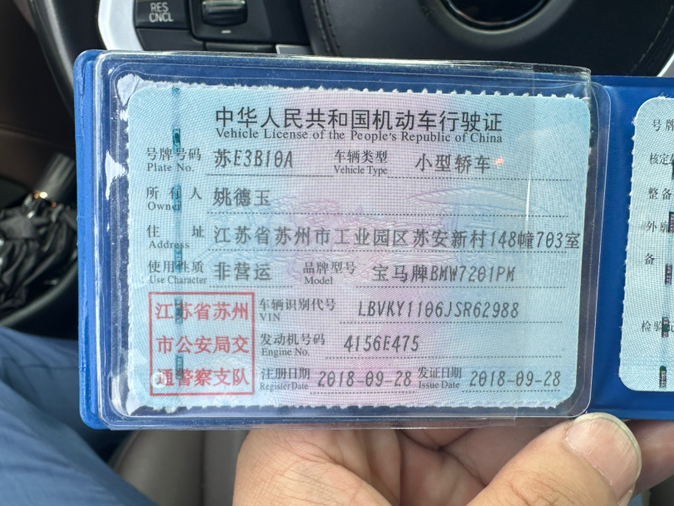 RES
CNCL
中华人民共和国机动车行驶证
Vehicle License of the People's Republic of China
号牌号码 苏E3B10A 车辆类型 小型轿车
Plate No. Vehicle Type
所有人 姚德玉
Owner
住址 江苏省苏州市工业园区苏安新村148幢703室
Address
使用性质 非营运 品牌型号 宝马牌BMW7201PM
Use Character Model
江苏省苏州
市公安局交
通警察支队
车辆识别代号 LBVKY1106JSR62988
VIN
发动机号码 4156E475
Engine No.
注册日期 2018-09-28 发证日期 2018-09-28
Register Date Issue Date
号牌
核定
整备
外廓
备
检验